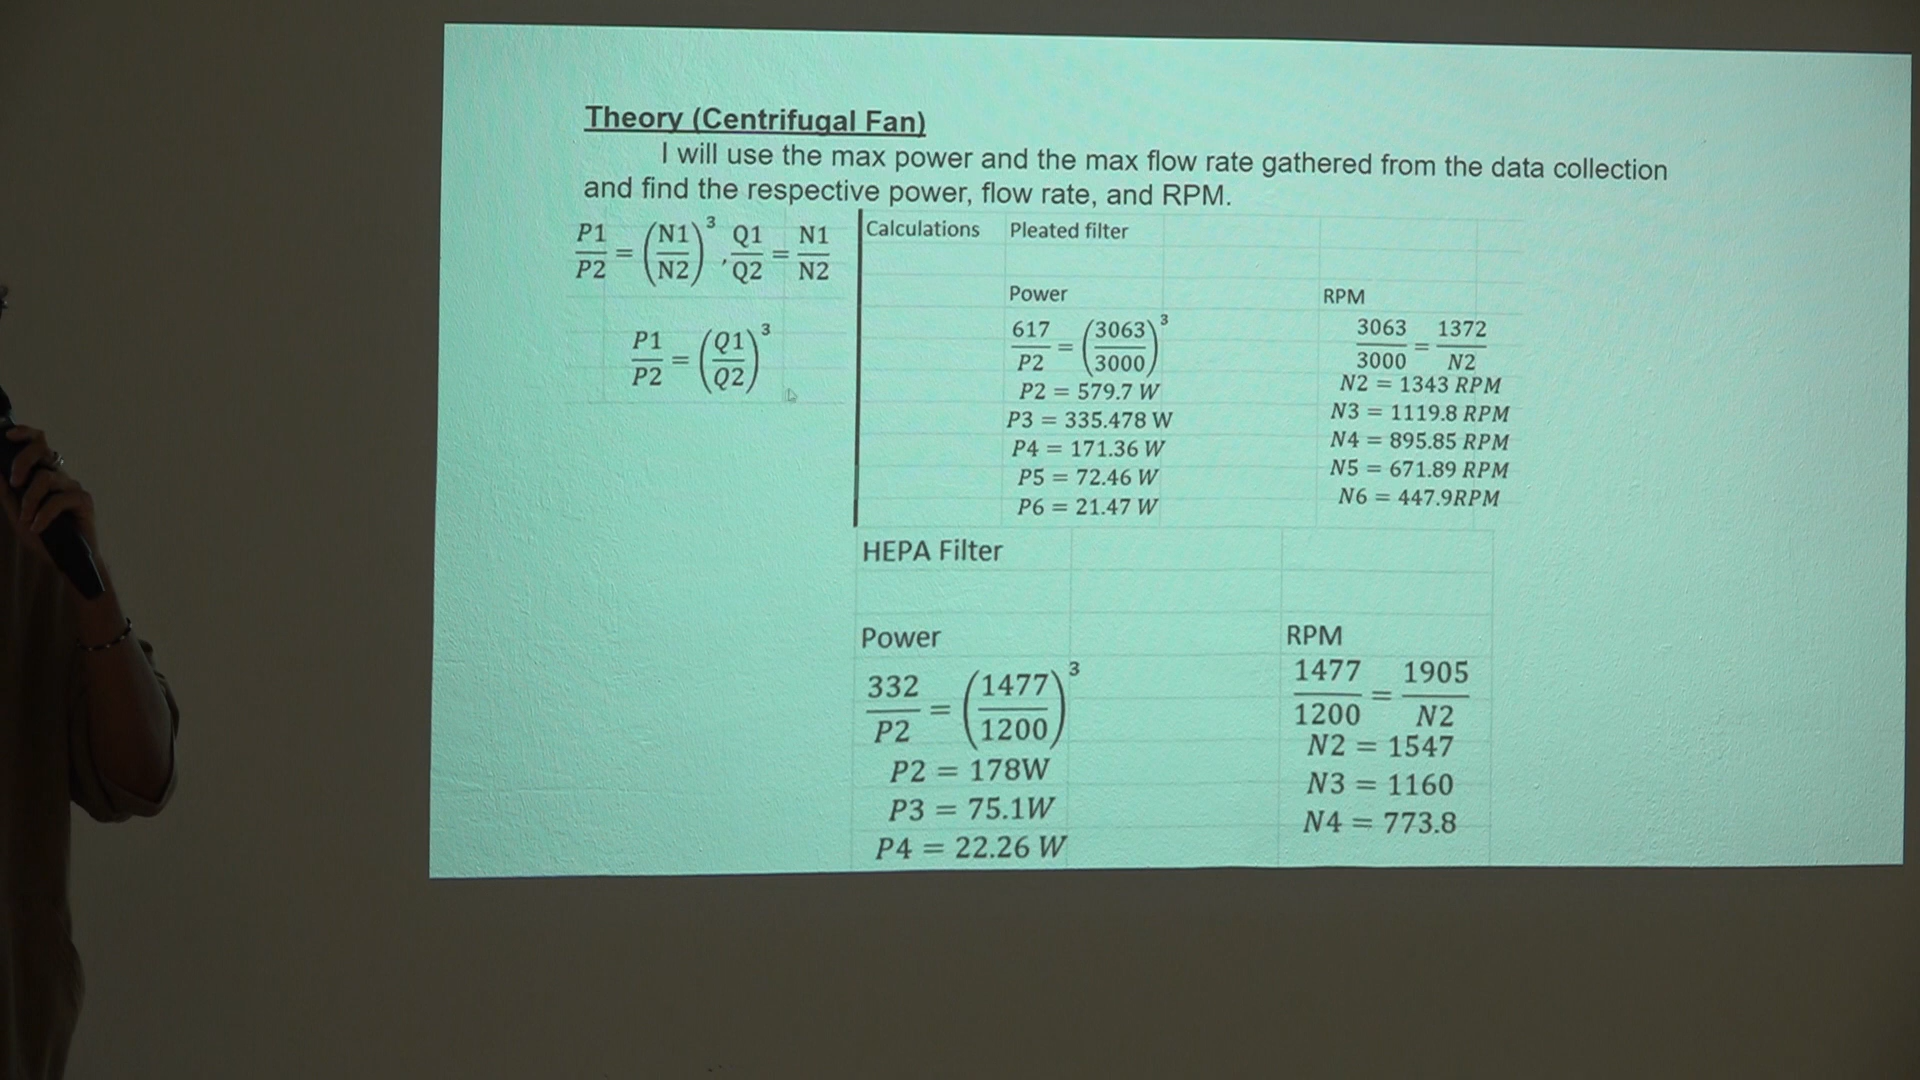 Theory (Centrifugal Fan)
I will use the max power and the max flow rate gathered from the data collection
and find the respective power, flow rate, and RPM.
P1/P2 = (N1/N2)³, Q1/Q2 = N1/N2
P1/P2 = (Q1/Q2)³
Calculations Pleated filter
Power
617/P2 = (3063/3000)³
P2 = 579.7 W
P3 = 335.478 W
P4 = 171.36 W
P5 = 72.46 W
P6 = 21.47 W
RPM
3063/3000 = 1372/N2
N2 = 1343 RPM
N3 = 1119.8 RPM
N4 = 895.85 RPM
N5 = 671.89 RPM
N6 = 447.9RPM
HEPA Filter
Power
332/P2 = (1477/1200)³
P2 = 178W
P3 = 75.1W
P4 = 22.26 W
RPM
1477/1200 = 1905/N2
N2 = 1547
N3 = 1160
N4 = 773.8